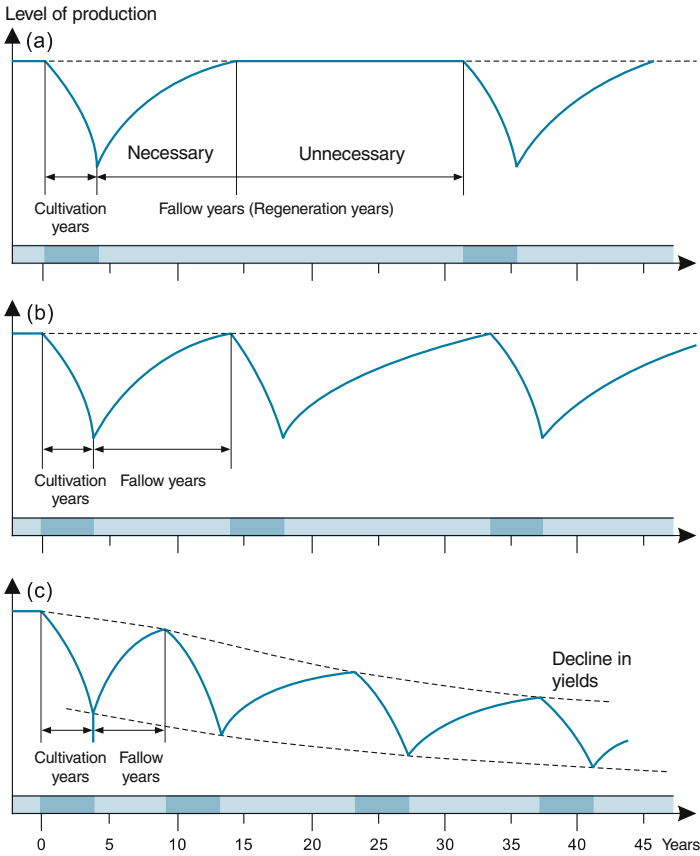 Level of production
(a)
Necessary
Unnecessary
Cultivation
years
Fallow years (Regeneration years)
(b)
Cultivation
years
Fallow years
(c)
Decline in
yields
Cultivation
years
Fallow
years
0 5 10 15 20 25 30 35 40 45 Years